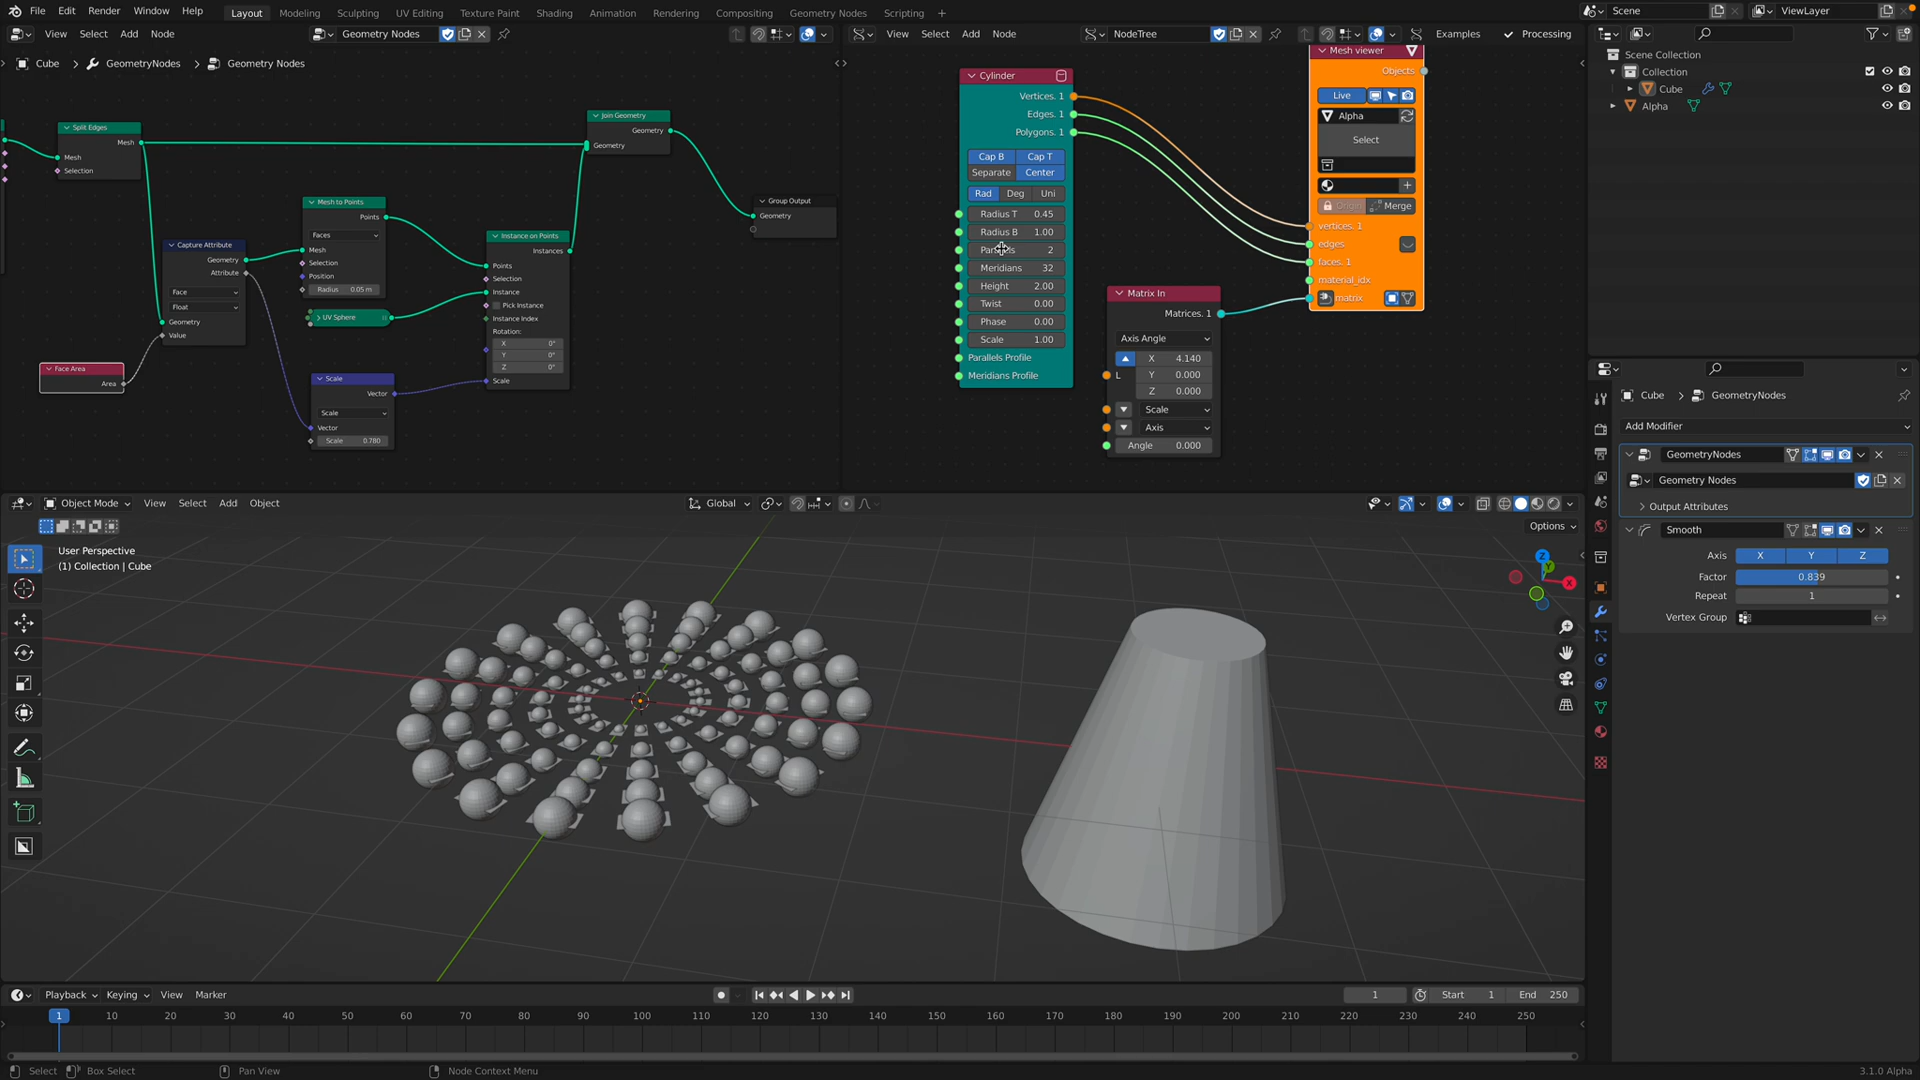 File Edit Render Window Help
Layout Modeling Sculpting UV Editing Texture Paint Shading Animation Rendering Compositing Geometry Nodes Scripting +
Scene
ViewLayer
View Select Add Node
Geometry Nodes
View Select Add Node
NodeTree
Examples
Processing
Cube GeometryNodes Geometry Nodes
Split Edges
Mesh
Mesh
Selection
Join Geometry
Geometry
Geometry
Group Output
Geometry
Mesh to Points
Points
Faces
Mesh
Selection
Position
Radius 0.05 m
Capture Attribute
Geometry
Attribute
Face
Float
Geometry
Value
UV Sphere
Instance on Points
Instances
Points
Selection
Instance
Pick Instance
Instance Index
Rotation:
X 0°
Y 0°
Z 0°
Scale
Face Area
Area
Scale
Vector
Scale
Vector
Scale 0.780
Cylinder
Vertices. 1
Edges. 1
Polygons. 1
Cap B Cap T
Separate Center
Rad Deg Uni
Radius T 0.45
Radius B 1.00
2
Meridians 32
Height 2.00
Twist 0.00
Phase 0.00
Scale 1.00
Parallels Profile
Meridians Profile
Matrix In
Matrices. 1
Axis Angle
X 4.140
L Y 0.000
Z 0.000
Scale
Axis
Angle 0.000
Mesh viewer
Objects
Live
Alpha
Select
Origin Merge
vertices. 1
edges
faces. 1
material_idx
matrix
Scene Collection
Collection
Cube
Alpha
Cube GeometryNodes
Add Modifier
GeometryNodes
Geometry Nodes
Output Attributes
Smooth
Axis X Y Z
Factor 0.839
Repeat 1
Vertex Group
Object Mode View Select Add Object
Global
Options
User Perspective
(1) Collection | Cube
Z
Y
X
Playback Keying View Marker
1
Start 1
End 250
1 10 20 30 40 50 60 70 80 90 100 110 120 130 140 150 160 170 180 190 200 210 220 230 240 250
Select Box Select Pan View Node Context Menu
3.1.0 Alpha